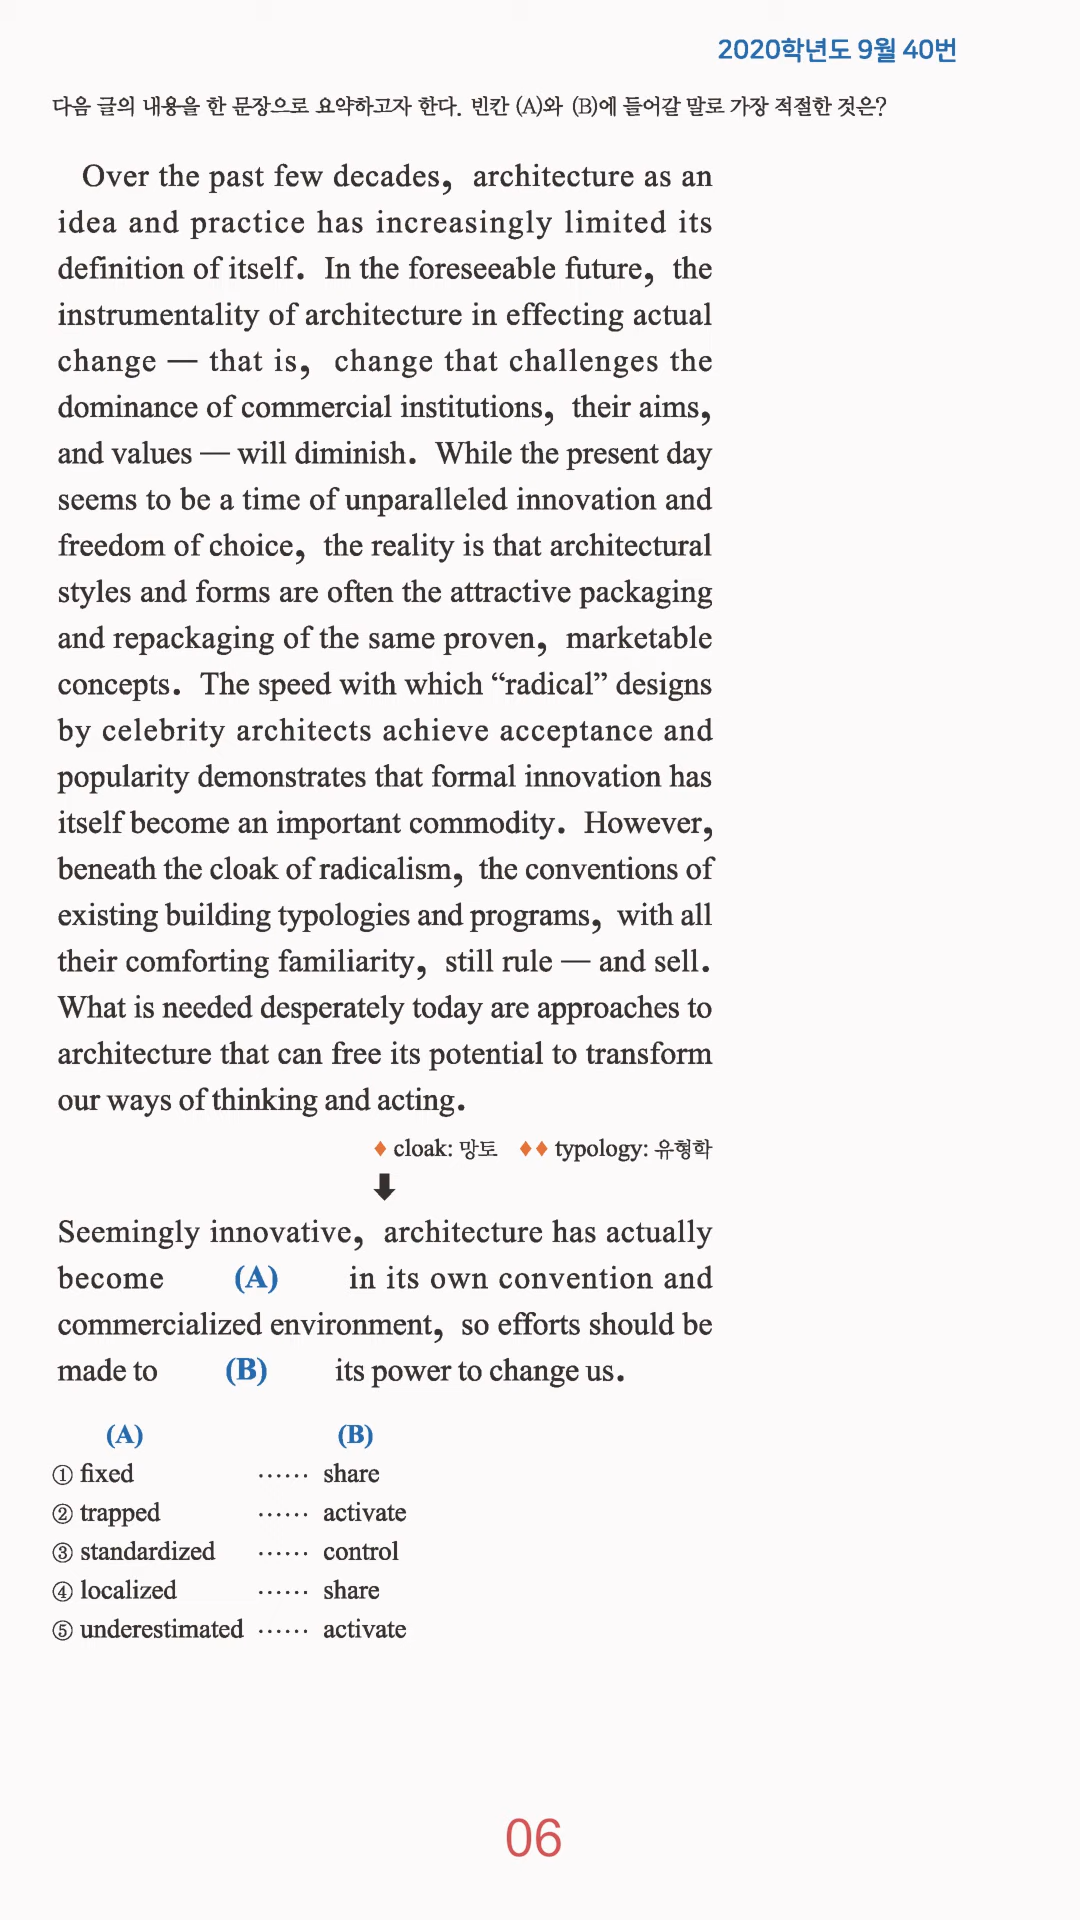 2020학년도 9월 40번
다음 글의 내용을 한 문장으로 요약하고자 한다. 빈칸 (A)와 (B)에 들어갈 말로 가장 적절한 것은?
Over the past few decades, architecture as an
idea and practice has increasingly limited its
definition of itself. In the foreseeable future, the
instrumentality of architecture in effecting actual
change — that is, change that challenges the
dominance of commercial institutions, their aims,
and values — will diminish. While the present day
seems to be a time of unparalleled innovation and
freedom of choice, the reality is that architectural
styles and forms are often the attractive packaging
and repackaging of the same proven, marketable
concepts. The speed with which “radical” designs
by celebrity architects achieve acceptance and
popularity demonstrates that formal innovation has
itself become an important commodity. However,
beneath the cloak of radicalism, the conventions of
existing building typologies and programs, with all
their comforting familiarity, still rule — and sell.
What is needed desperately today are approaches to
architecture that can free its potential to transform
our ways of thinking and acting.
♦ cloak: 망토 ♦♦ typology: 유형학
Seemingly innovative, architecture has actually
become (A) in its own convention and
commercialized environment, so efforts should be
made to (B) its power to change us.
(A) (B)
① fixed …… share
② trapped …… activate
③ standardized …… control
④ localized …… share
⑤ underestimated …… activate
06